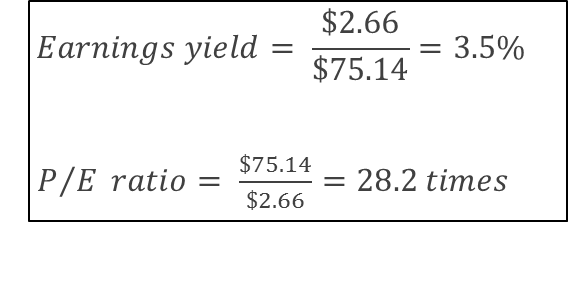 Earnings yield = $2.66 / $75.14 = 3.5%
P/E ratio = $75.14 / $2.66 = 28.2 times